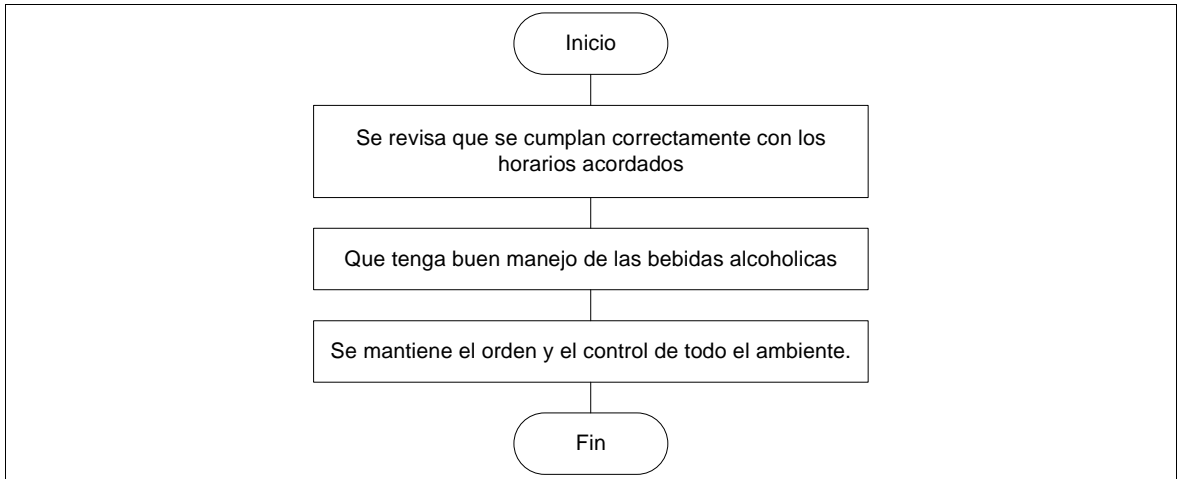 Inicio
Se revisa que se cumplan correctamente con los
horarios acordados
Que tenga buen manejo de las bebidas alcoholicas
Se mantiene el orden y el control de todo el ambiente.
Fin